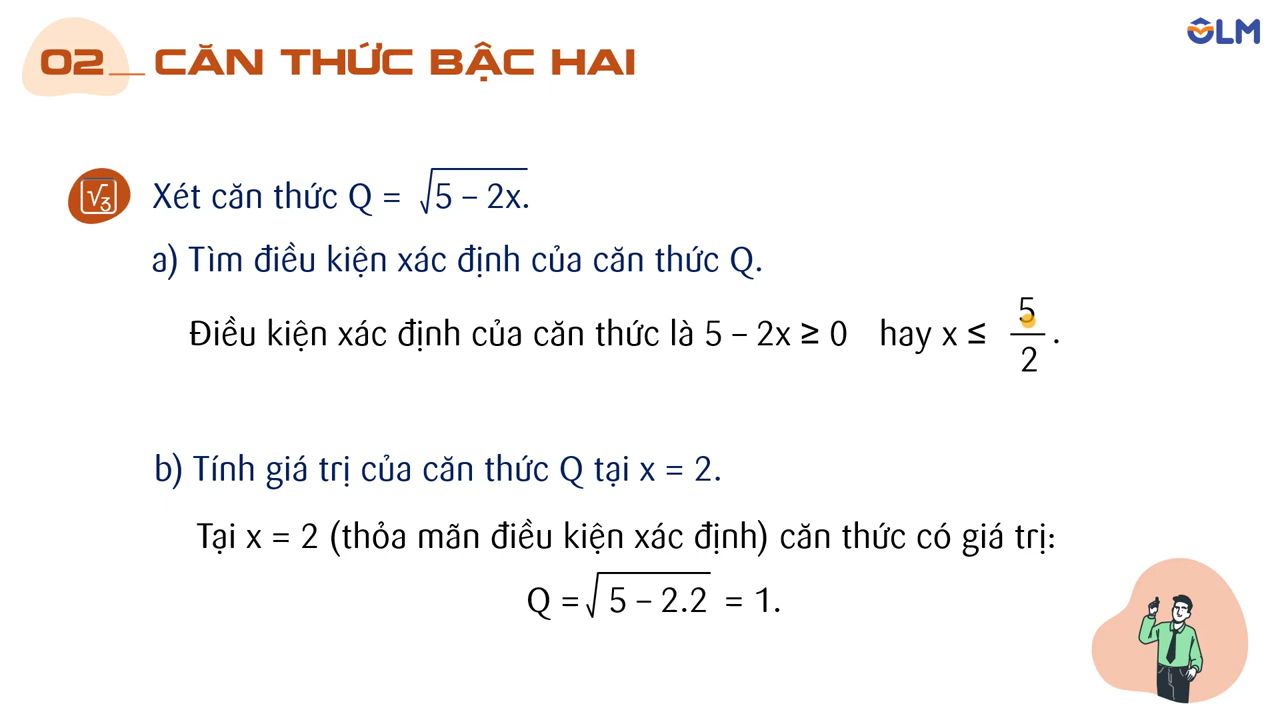 OLM
02_ CĂN THỨC BẬC HAI
√3 Xét căn thức Q = √(5 – 2x).
a) Tìm điều kiện xác định của căn thức Q.
Điều kiện xác định của căn thức là 5 – 2x ≥ 0 hay x ≤ 5/2.
b) Tính giá trị của căn thức Q tại x = 2.
Tại x = 2 (thỏa mãn điều kiện xác định) căn thức có giá trị:
Q = √(5 – 2.2) = 1.